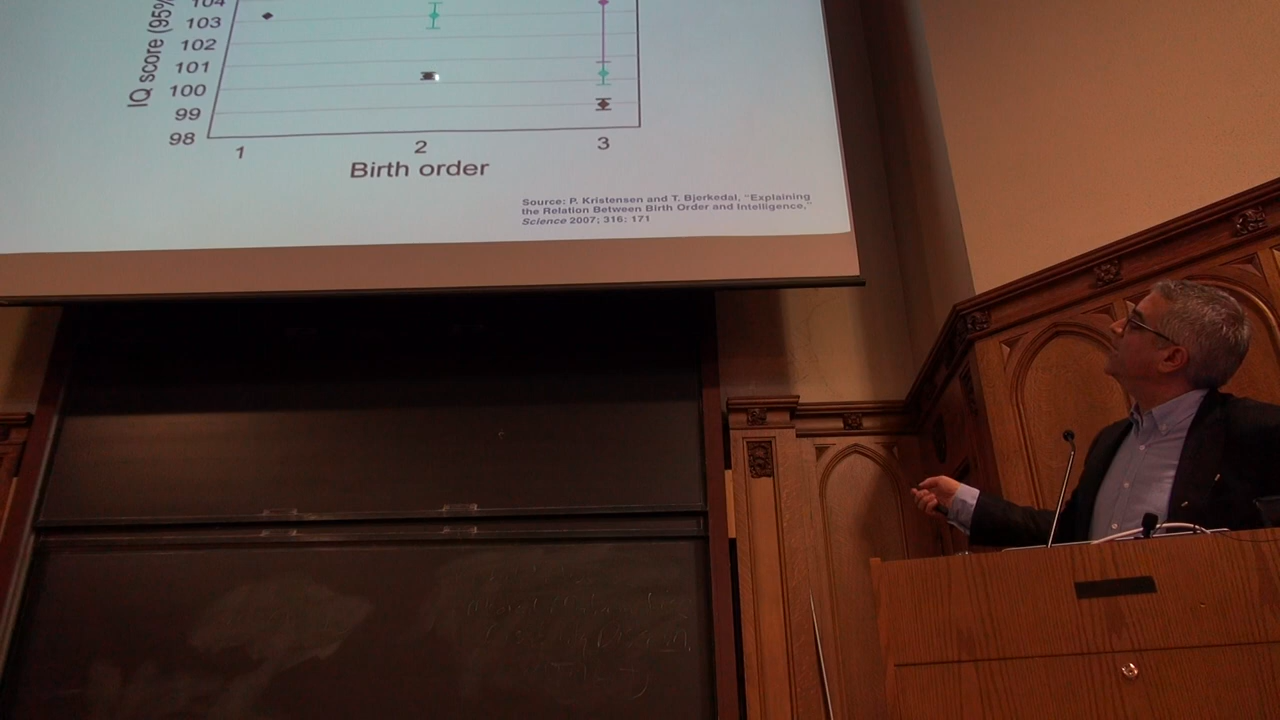 104
103
102
101
100
99
98
IQ score (95%
1 2 3
Birth order
Source: P. Kristensen and T. Bjerkedal, “Explaining
the Relation Between Birth Order and Intelligence,”
Science 2007; 316: 171